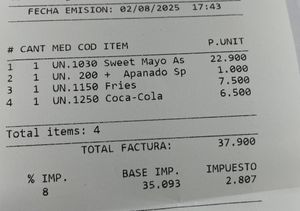 FECHA EMISION: 02/08/2025 17:43
# CANT MED COD ITEM P.UNIT
1 1 UN.1030 Sweet Mayo As 22.900
2 1 UN. 200 + Apanado Sp 1.000
3 1 UN.1150 Fries 7.500
4 1 UN.1250 Coca-Cola 6.500
Total items: 4
TOTAL FACTURA: 37.900
% IMP. BASE IMP. IMPUESTO
8 35.093 2.807